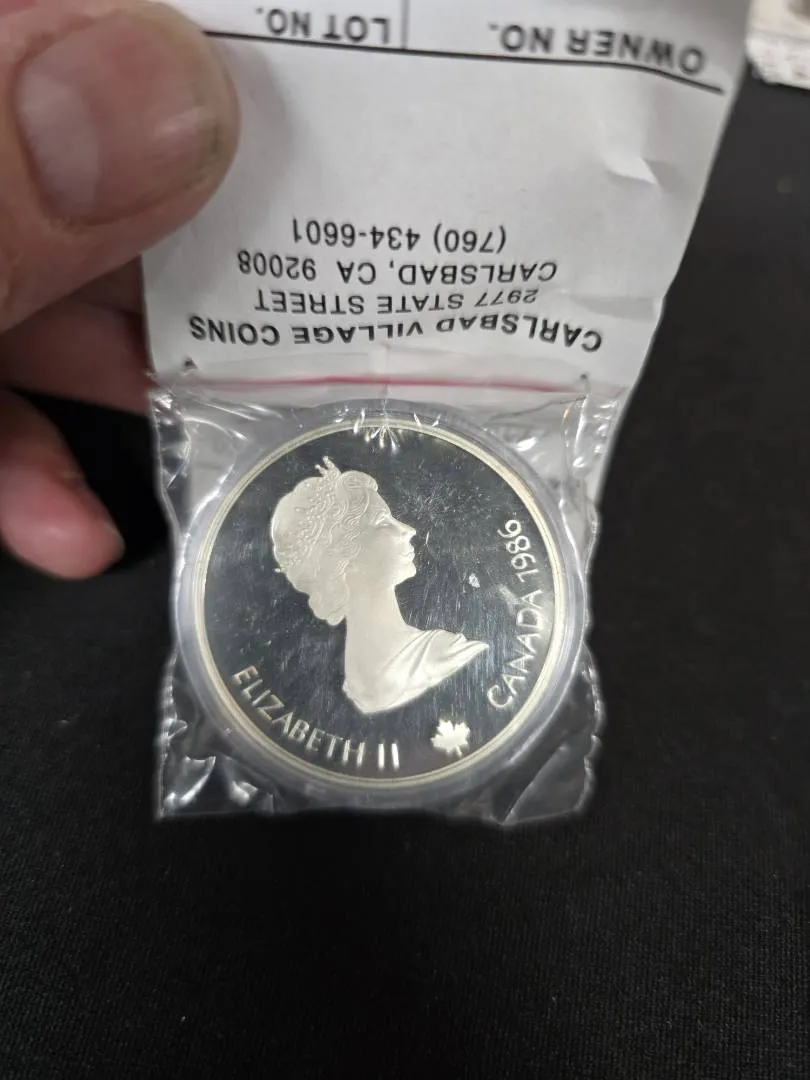 OWNER NO. LOT NO.
CARLSBAD VILLAGE COINS
2977 STATE STREET
CARLSBAD, CA 92008
(760) 434-6601
ELIZABETH II
CANADA 1986